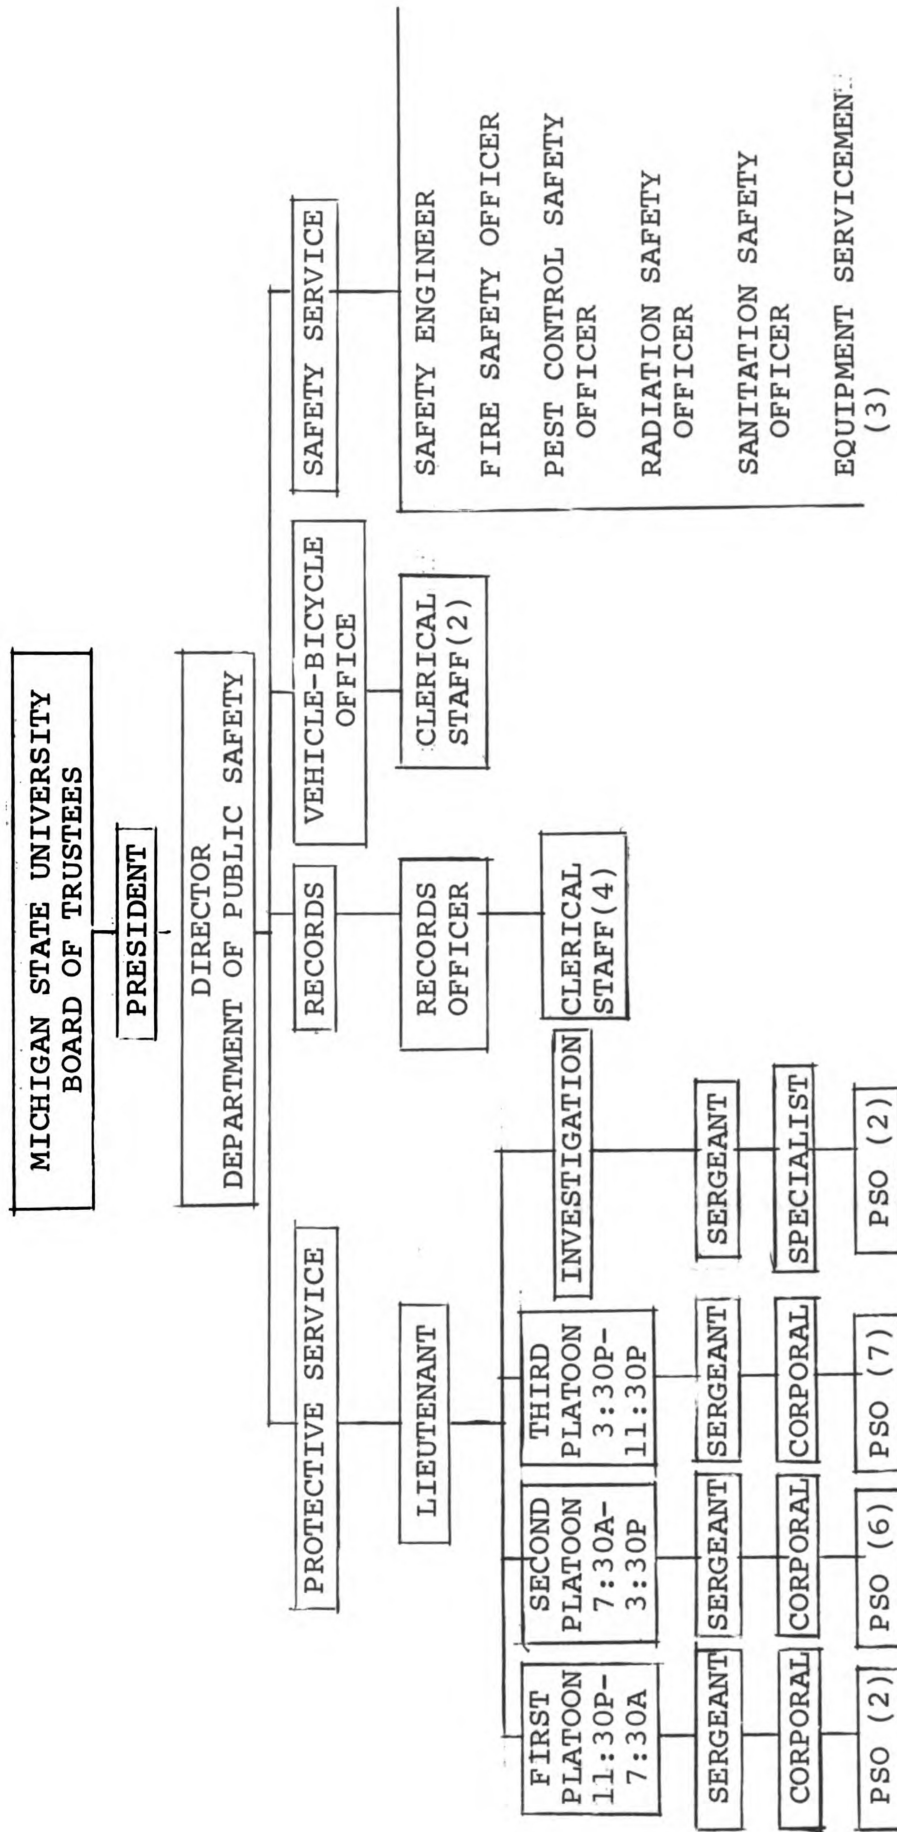 MICHIGAN STATE UNIVERSITY
BOARD OF TRUSTEES
PRESIDENT
DIRECTOR
DEPARTMENT OF PUBLIC SAFETY
PROTECTIVE SERVICE
RECORDS
VEHICLE-BICYCLE
OFFICE
SAFETY SERVICE
LIEUTENANT
RECORDS
OFFICER
CLERICAL
STAFF(2)
SAFETY ENGINEER
FIRE SAFETY OFFICER
PEST CONTROL SAFETY
OFFICER
RADIATION SAFETY
OFFICER
SANITATION SAFETY
OFFICER
EQUIPMENT SERVICEMEN
(3)
FIRST
PLATOON
11:30P-
7:30A
SECOND
PLATOON
7:30A-
3:30P
THIRD
PLATOON
3:30P-
11:30P
INVESTIGATION
CLERICAL
STAFF(4)
SERGEANT
SERGEANT
SERGEANT
SERGEANT
CORPORAL
CORPORAL
CORPORAL
SPECIALIST
PSO (2)
PSO (6)
PSO (7)
PSO (2)